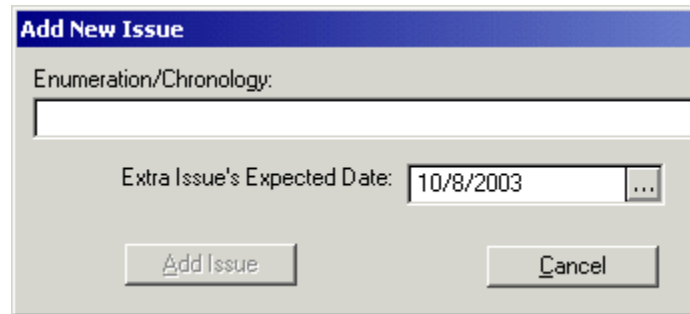 Add New Issue
Enumeration/Chronology:
Extra Issue's Expected Date: 10/8/2003 ...
Add Issue Cancel